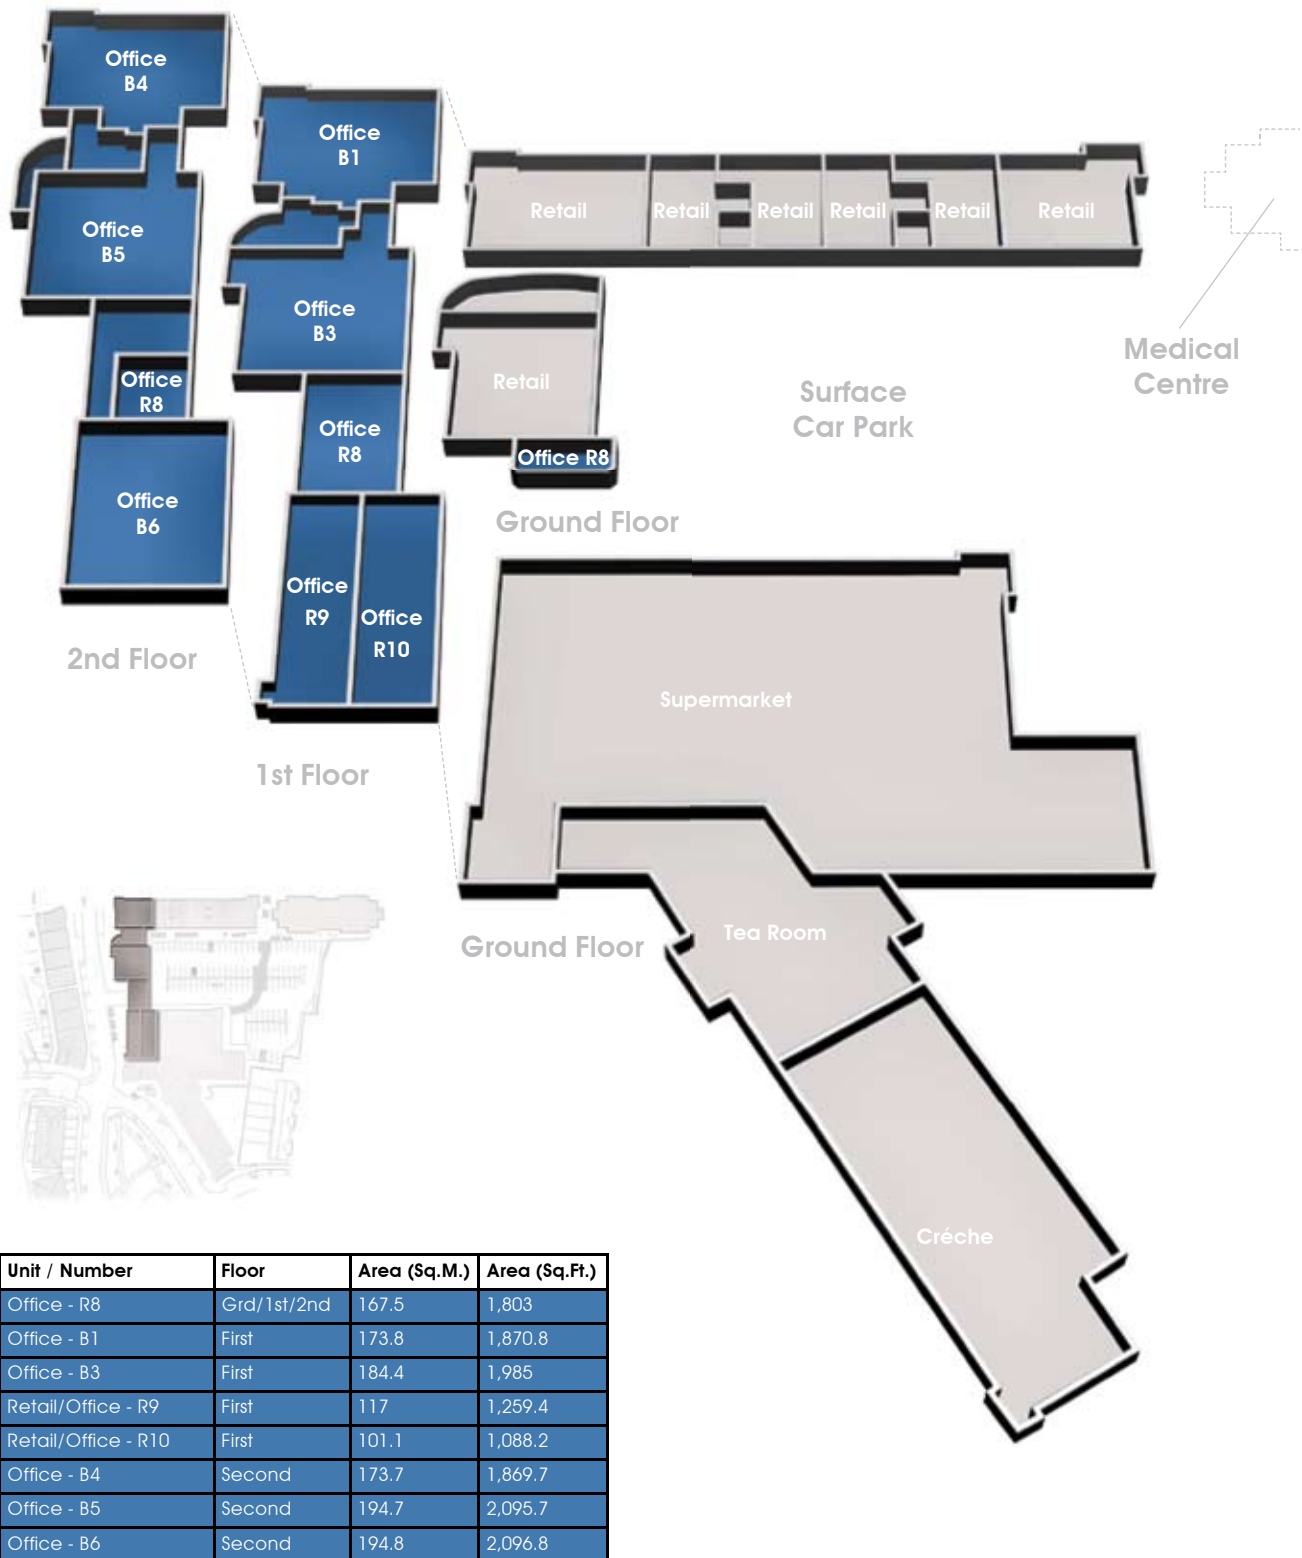 Office
B4
Office
B1
Retail
Retail
Retail
Retail
Retail
Retail
Office
B5
Office
B3
Medical
Centre
Office
R8
Retail
Surface
Car Park
Office
R8
Office R8
Office
B6
Ground Floor
Office
R9
Office
R10
2nd Floor
Supermarket
1st Floor
Ground Floor
Tea Room
Créche
Unit / Number Floor Area (Sq.M.) Area (Sq.Ft.)
Office - R8 Grd/1st/2nd 167.5 1,803
Office - B1 First 173.8 1,870.8
Office - B3 First 184.4 1,985
Retail/Office - R9 First 117 1,259.4
Retail/Office - R10 First 101.1 1,088.2
Office - B4 Second 173.7 1,869.7
Office - B5 Second 194.7 2,095.7
Office - B6 Second 194.8 2,096.8